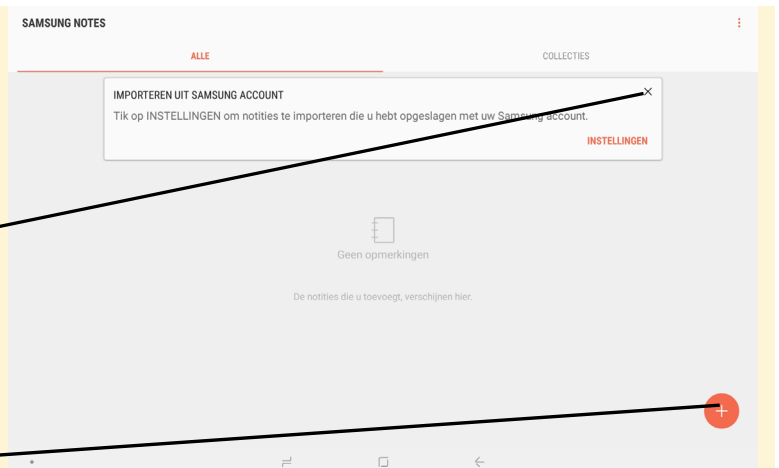 SAMSUNG NOTES
ALLE
COLLECTIES
IMPORTEREN UIT SAMSUNG ACCOUNT
Tik op INSTELLINGEN om notities te importeren die u hebt opgeslagen met uw Samsung account.
INSTELLINGEN
Geen opmerkingen
De notities die u toevoegt, verschijnen hier.